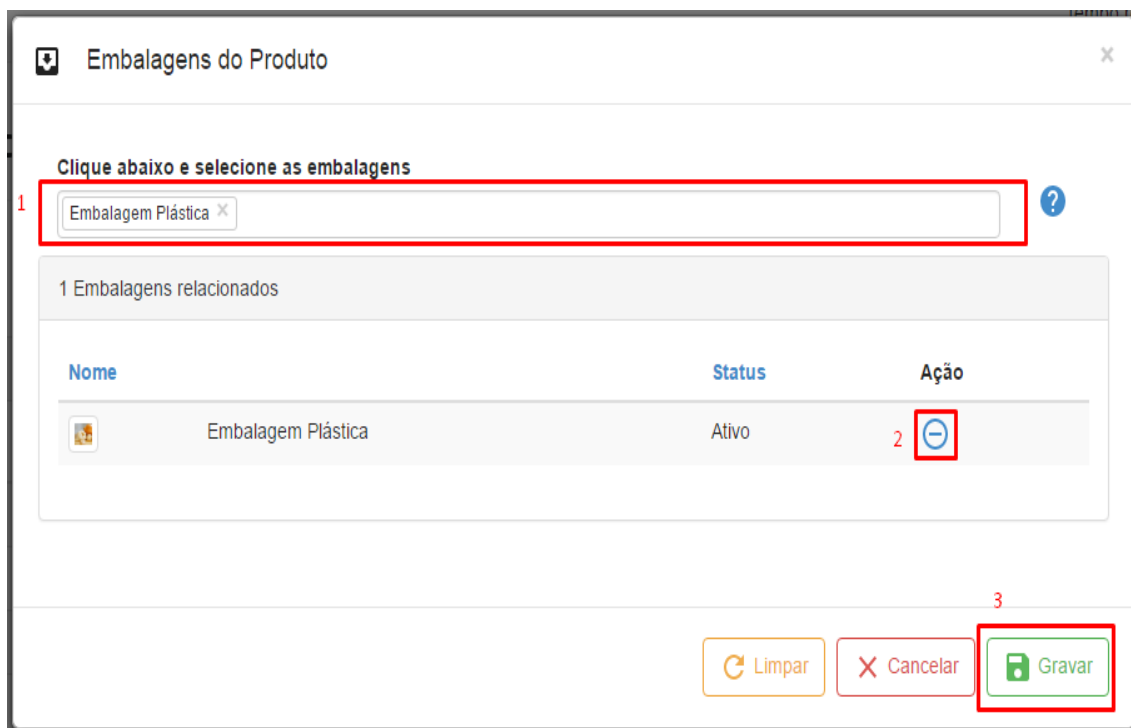 Embalagens do Produto
Clique abaixo e selecione as embalagens
1
Embalagem Plástica
1 Embalagens relacionados
Nome Status Ação
Embalagem Plástica Ativo 2
3
Limpar Cancelar Gravar